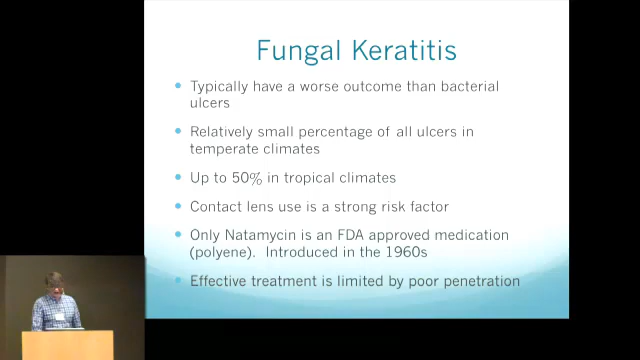 Fungal Keratitis
Typically have a worse outcome than bacterial
ulcers
Relatively small percentage of all ulcers in
temperate climates
Up to 50% in tropical climates
Contact lens use is a strong risk factor
Only Natamycin is an FDA approved medication
(polyene).  Introduced in the 1960s
Effective treatment is limited by poor penetration